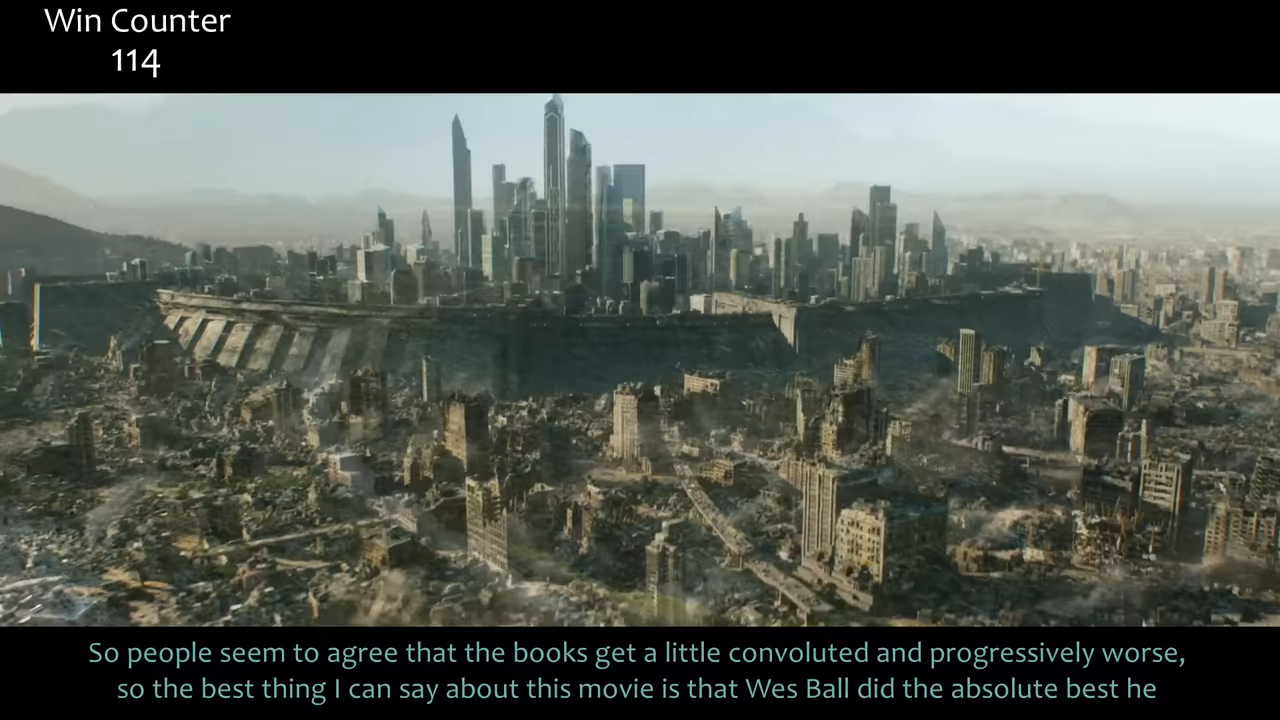 Win Counter
114
So people seem to agree that the books get a little convoluted and progressively worse,
so the best thing I can say about this movie is that Wes Ball did the absolute best he